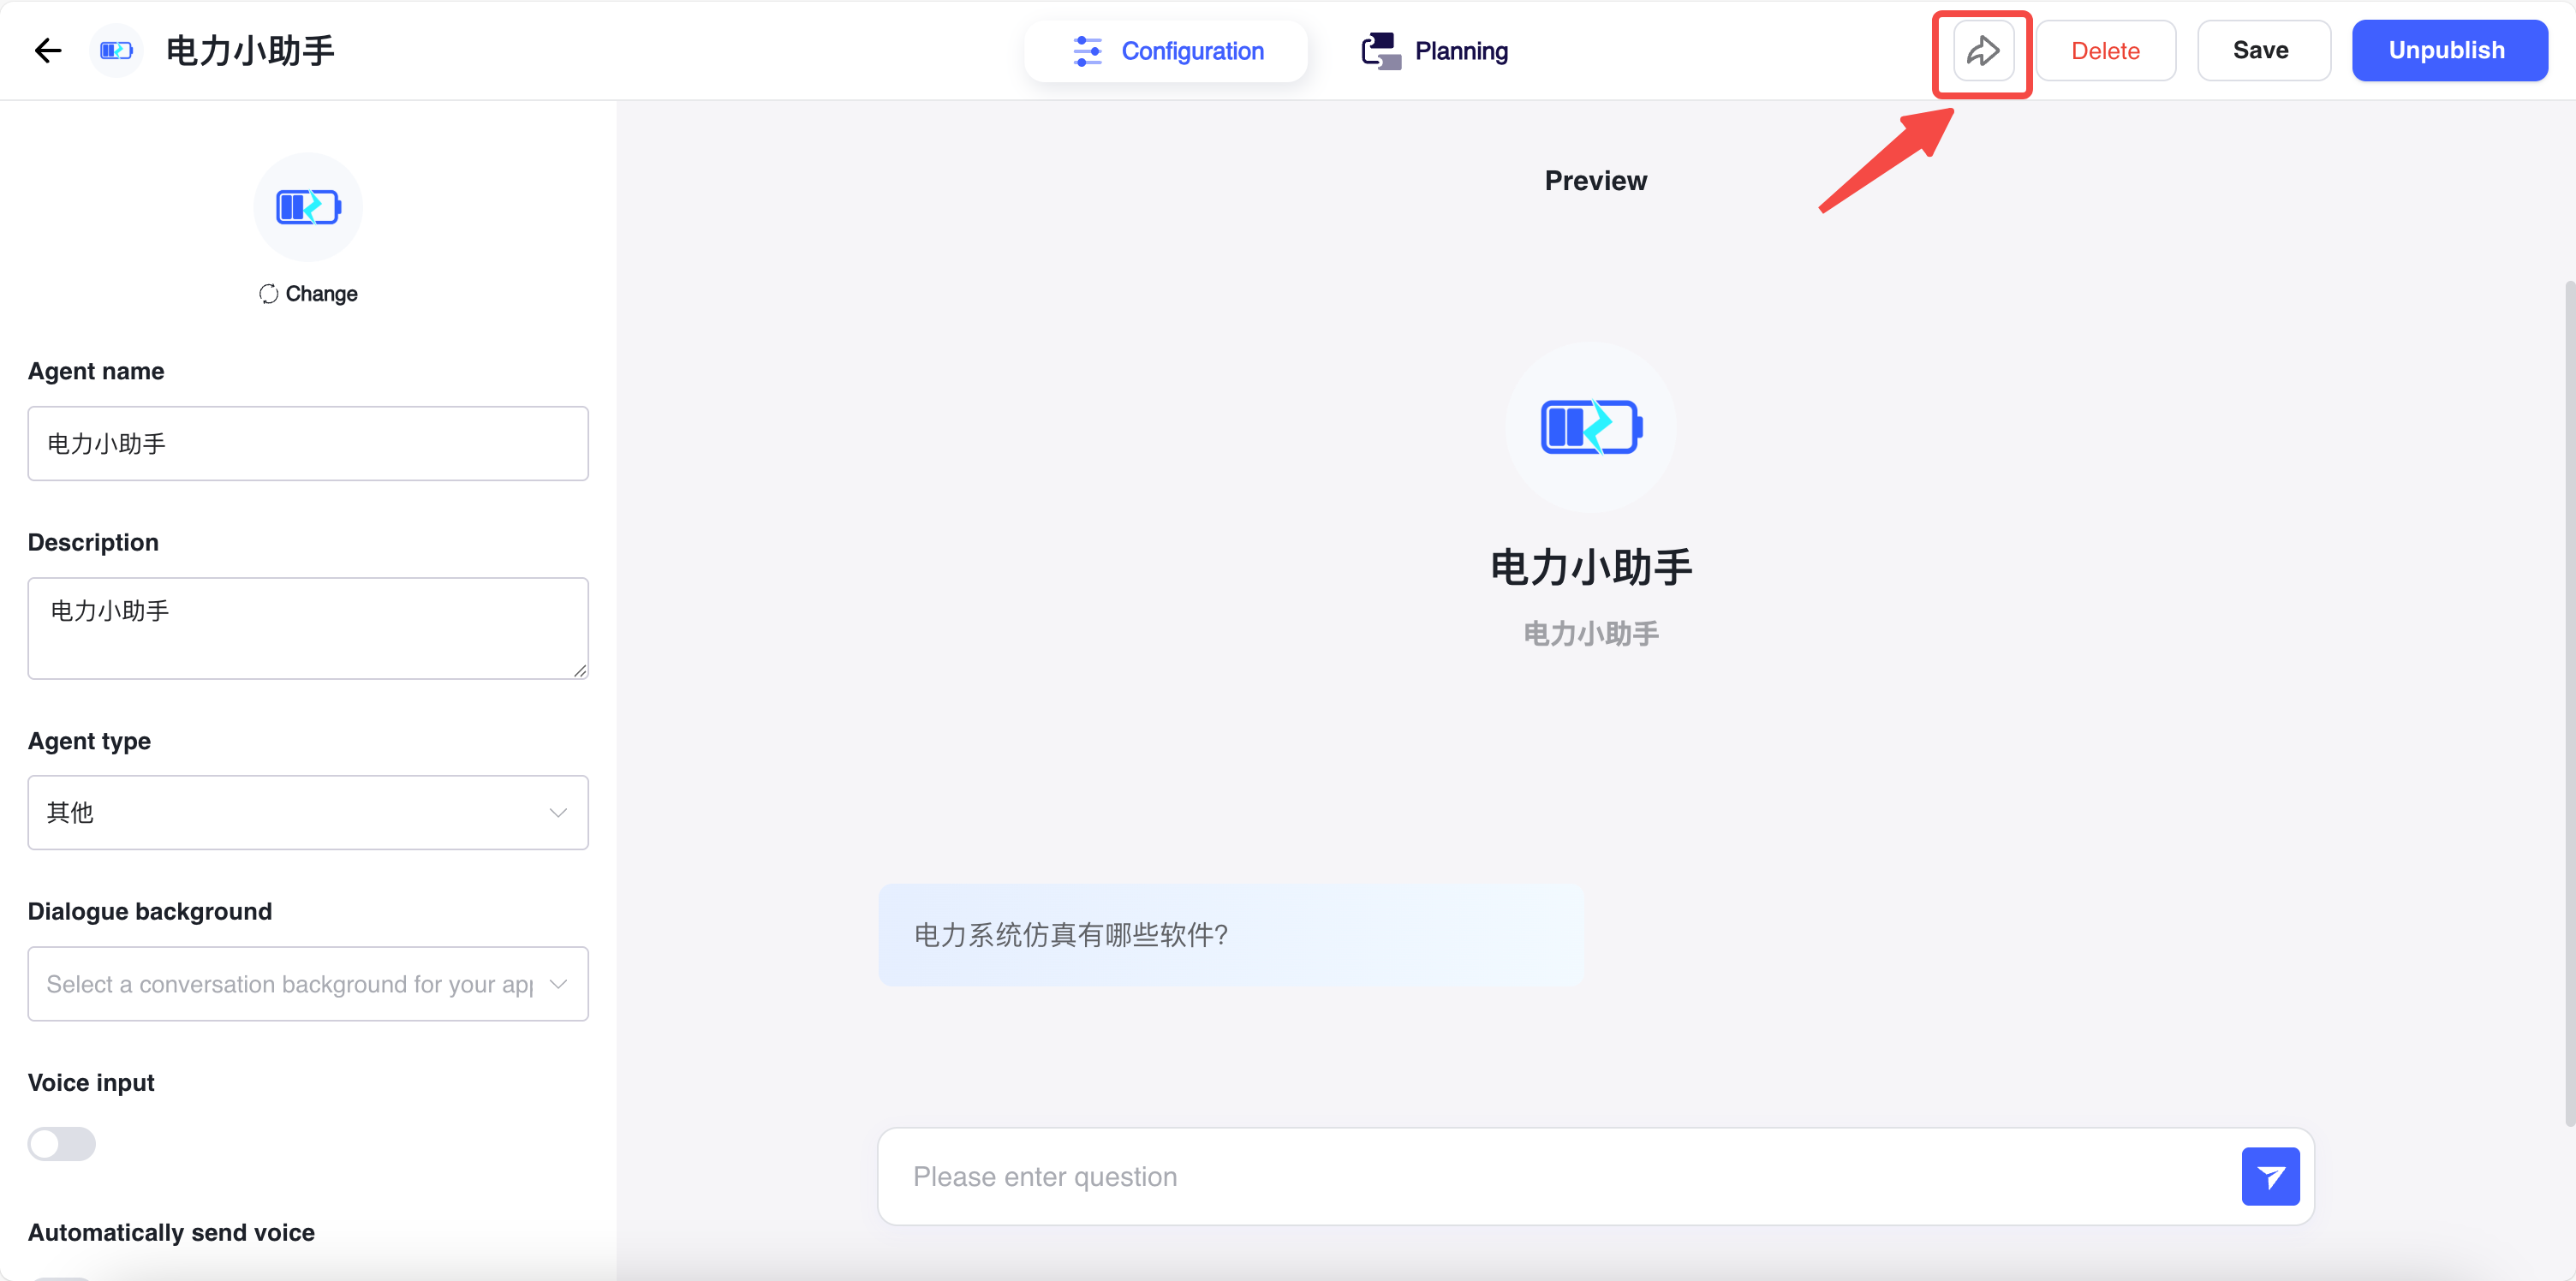 电力小助手
Configuration
Planning
Delete
Save
Unpublish
Change
Agent name
电力小助手
Description
电力小助手
Agent type
其他
Dialogue background
Select a conversation background for your app
Voice input
Automatically send voice
Preview
电力小助手
电力小助手
电力系统仿真有哪些软件?
Please enter question